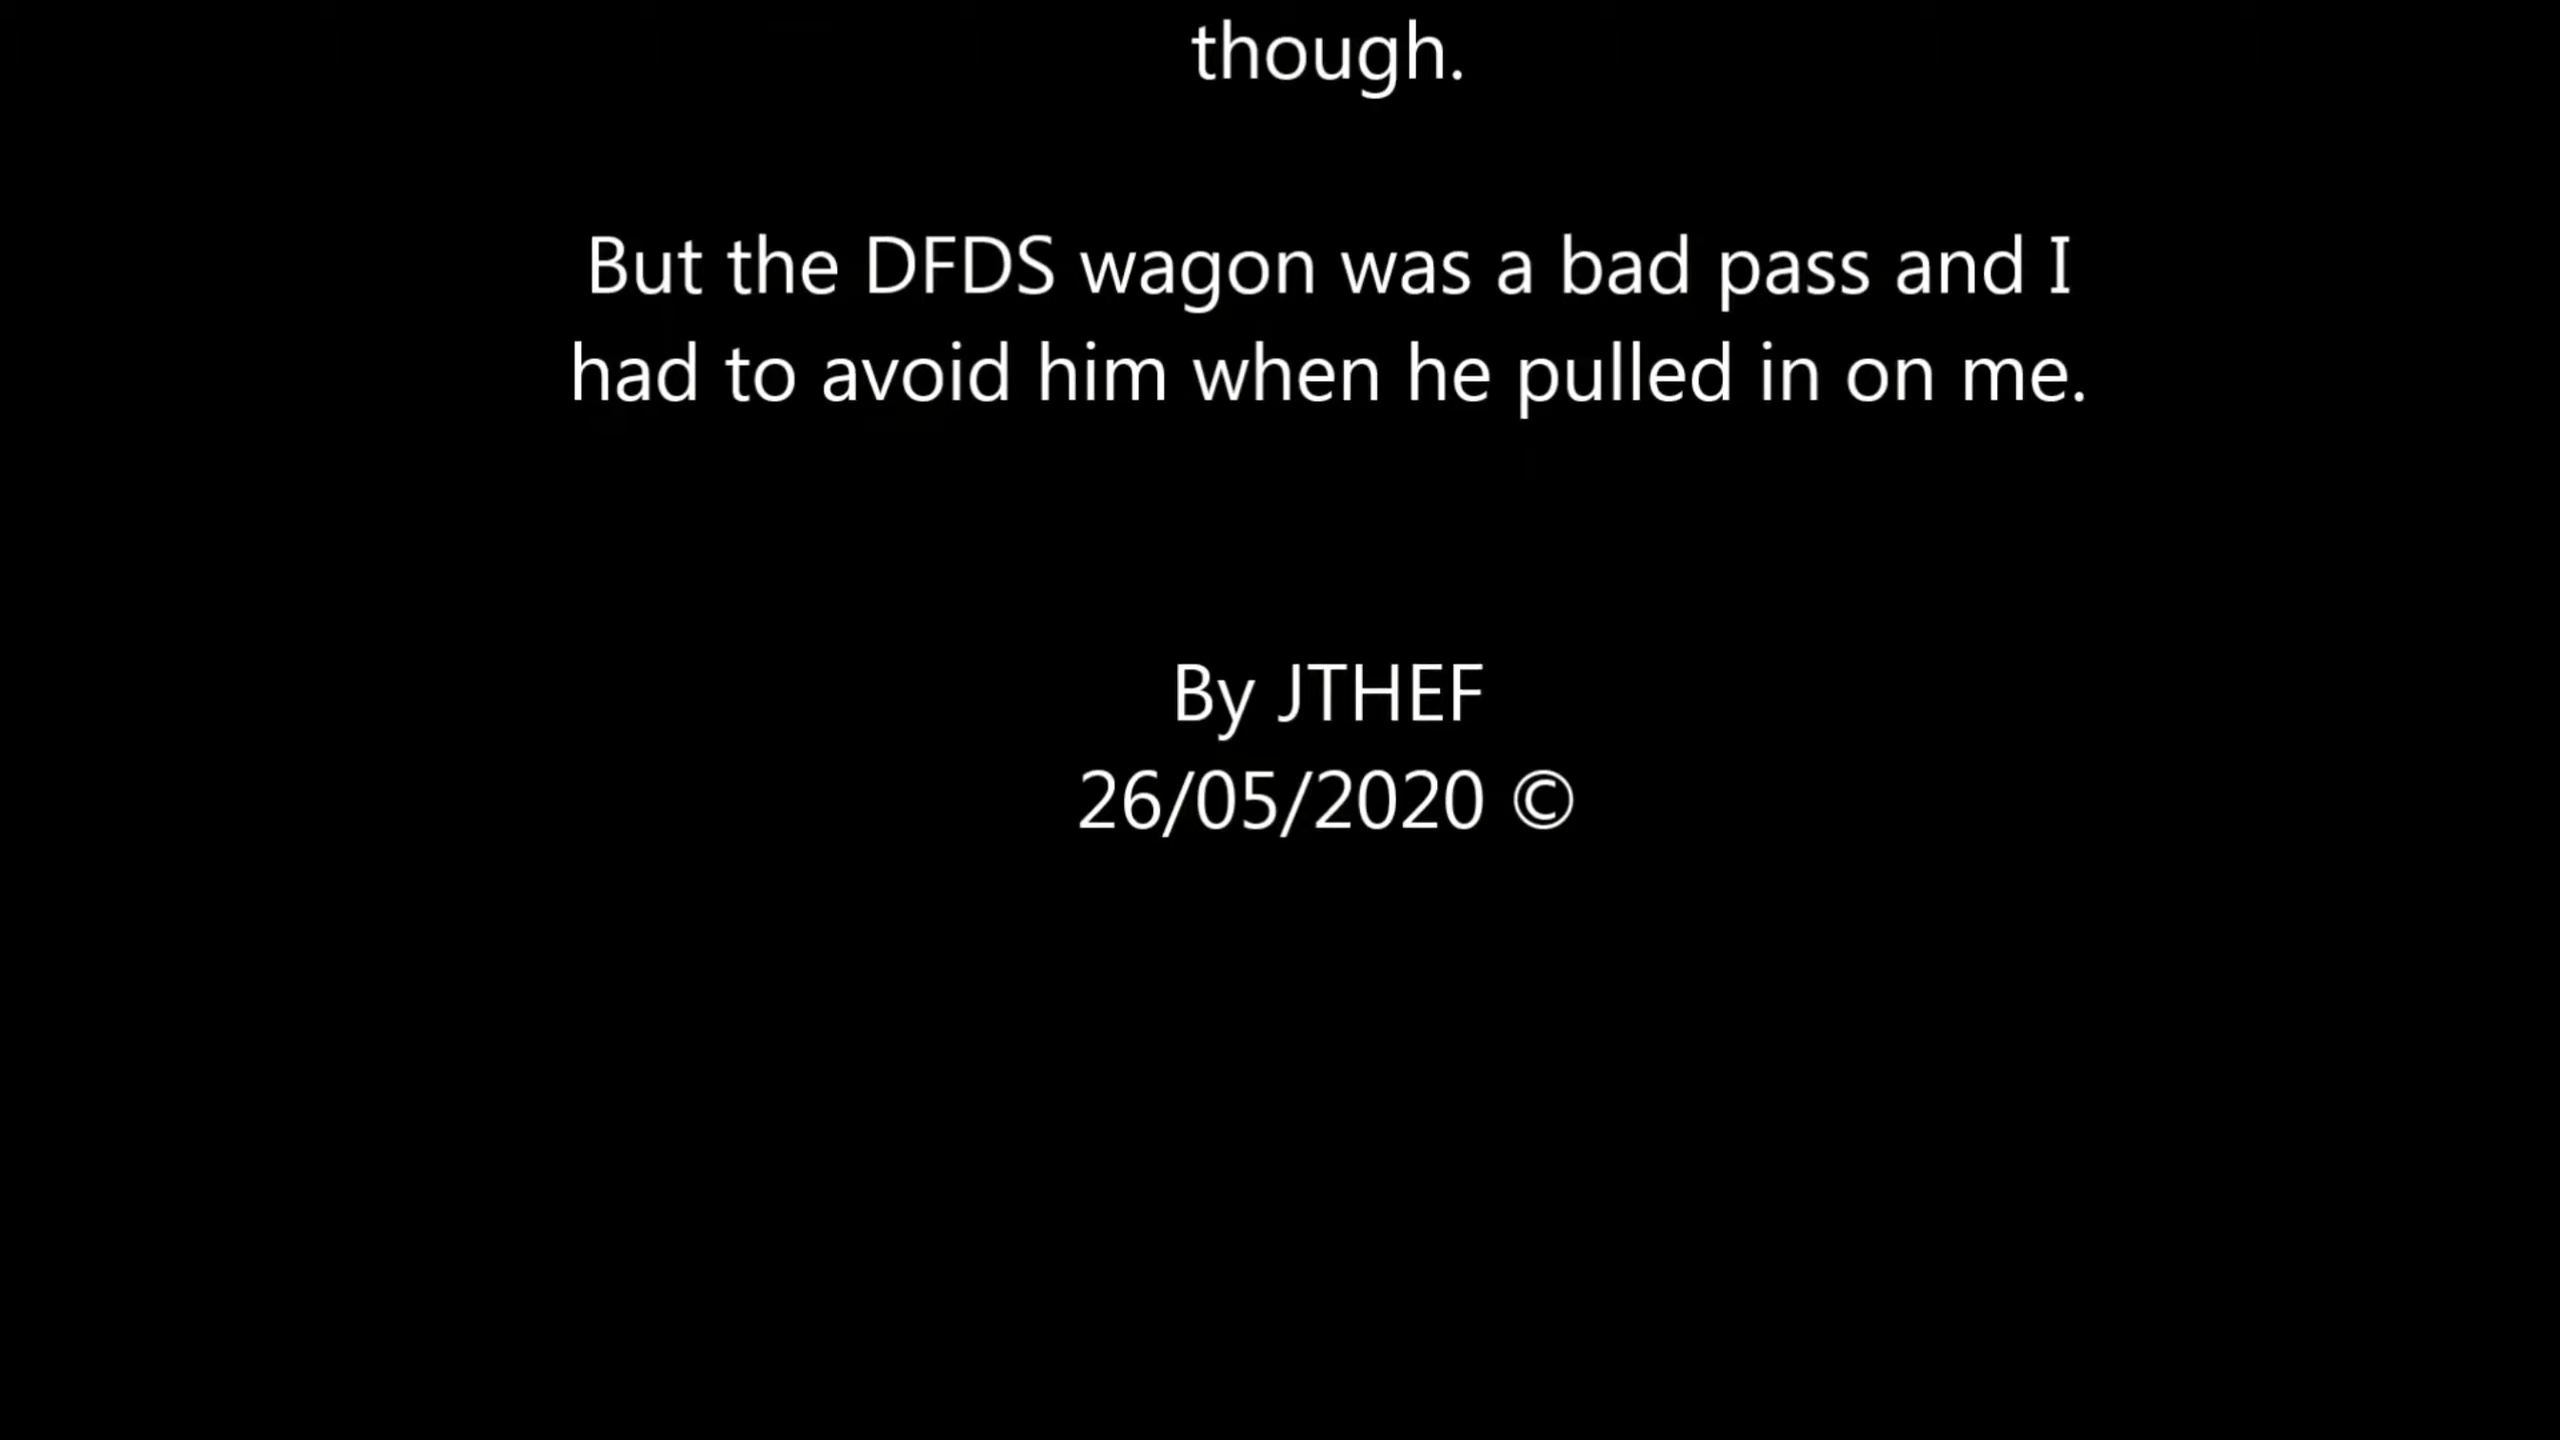 though.
But the DFDS wagon was a bad pass and I
had to avoid him when he pulled in on me.
By JTHEF
26/05/2020 ©